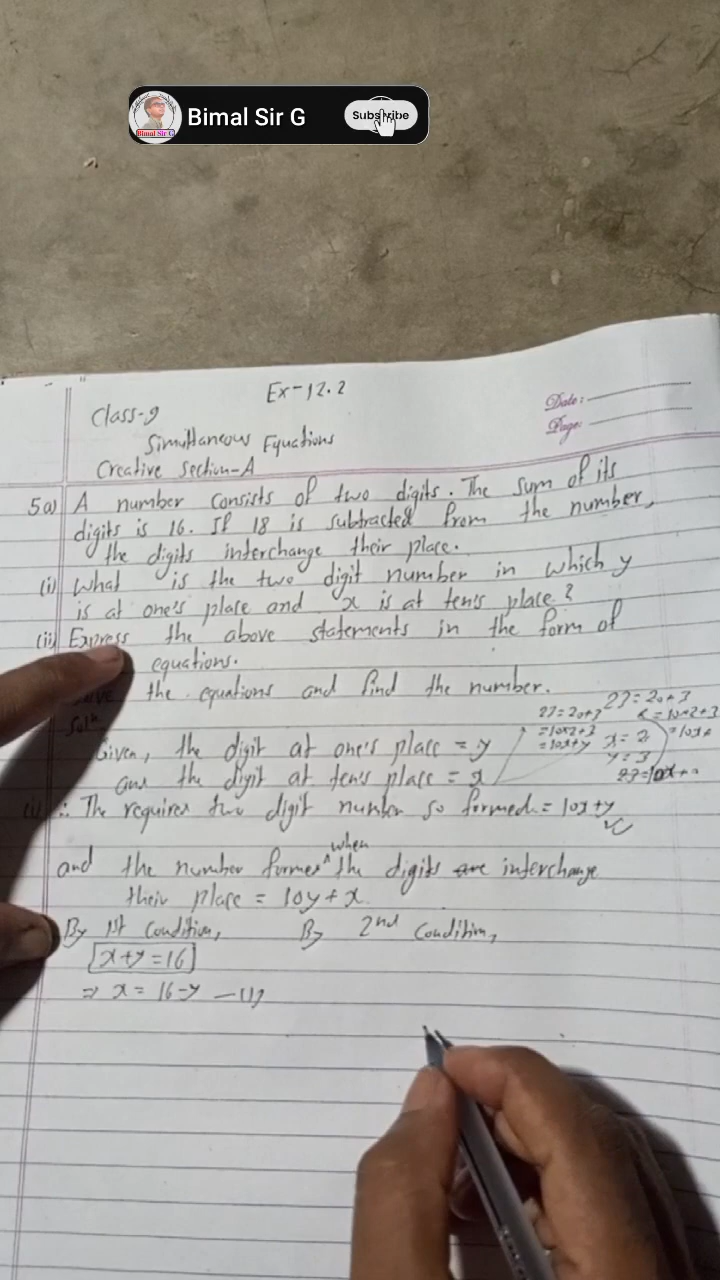 Bimal Sir G
Subscribe
Bimal Sir G
Ex-12.2
Class-9
Date:
Page:
Simultaneous Equations
Creative Section-A
5a) A number consists of two digits. The sum of its
digits is 16. If 18 is subtracted from the number,
the digits interchange their place.
(i) What is the two digit number in which y
is at one's place and x is at ten's place?
(ii) Express the above statements in the form of
equations.
the equations and find the number.
Solⁿ
27=20+3
23=20+3
=10×2+3
=10x+y
x=2
y=3
Given, the digit at one's place = y
and the digit at ten's place = x
∴ The required two digit number so formed = 10x+y
and the number formed ^when the digits are interchange
their place = 10y+x.
By 1st Condition,
By 2nd Condition,
x+y=16
⇒ x = 16-y —(1)